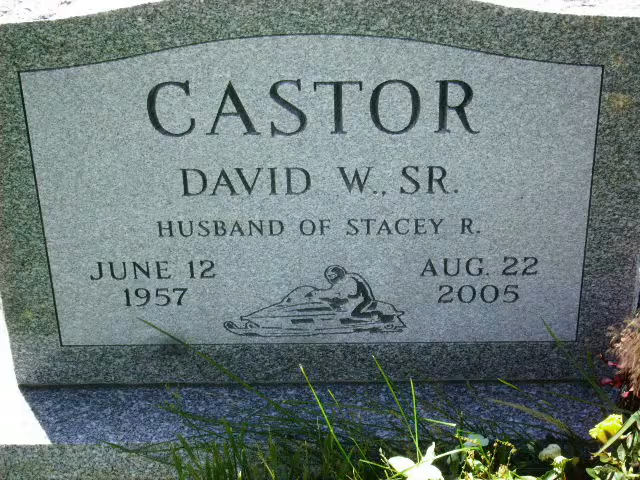 CASTOR
DAVID W., SR.
HUSBAND OF STACEY R.
JUNE 12 AUG. 22
1957 2005